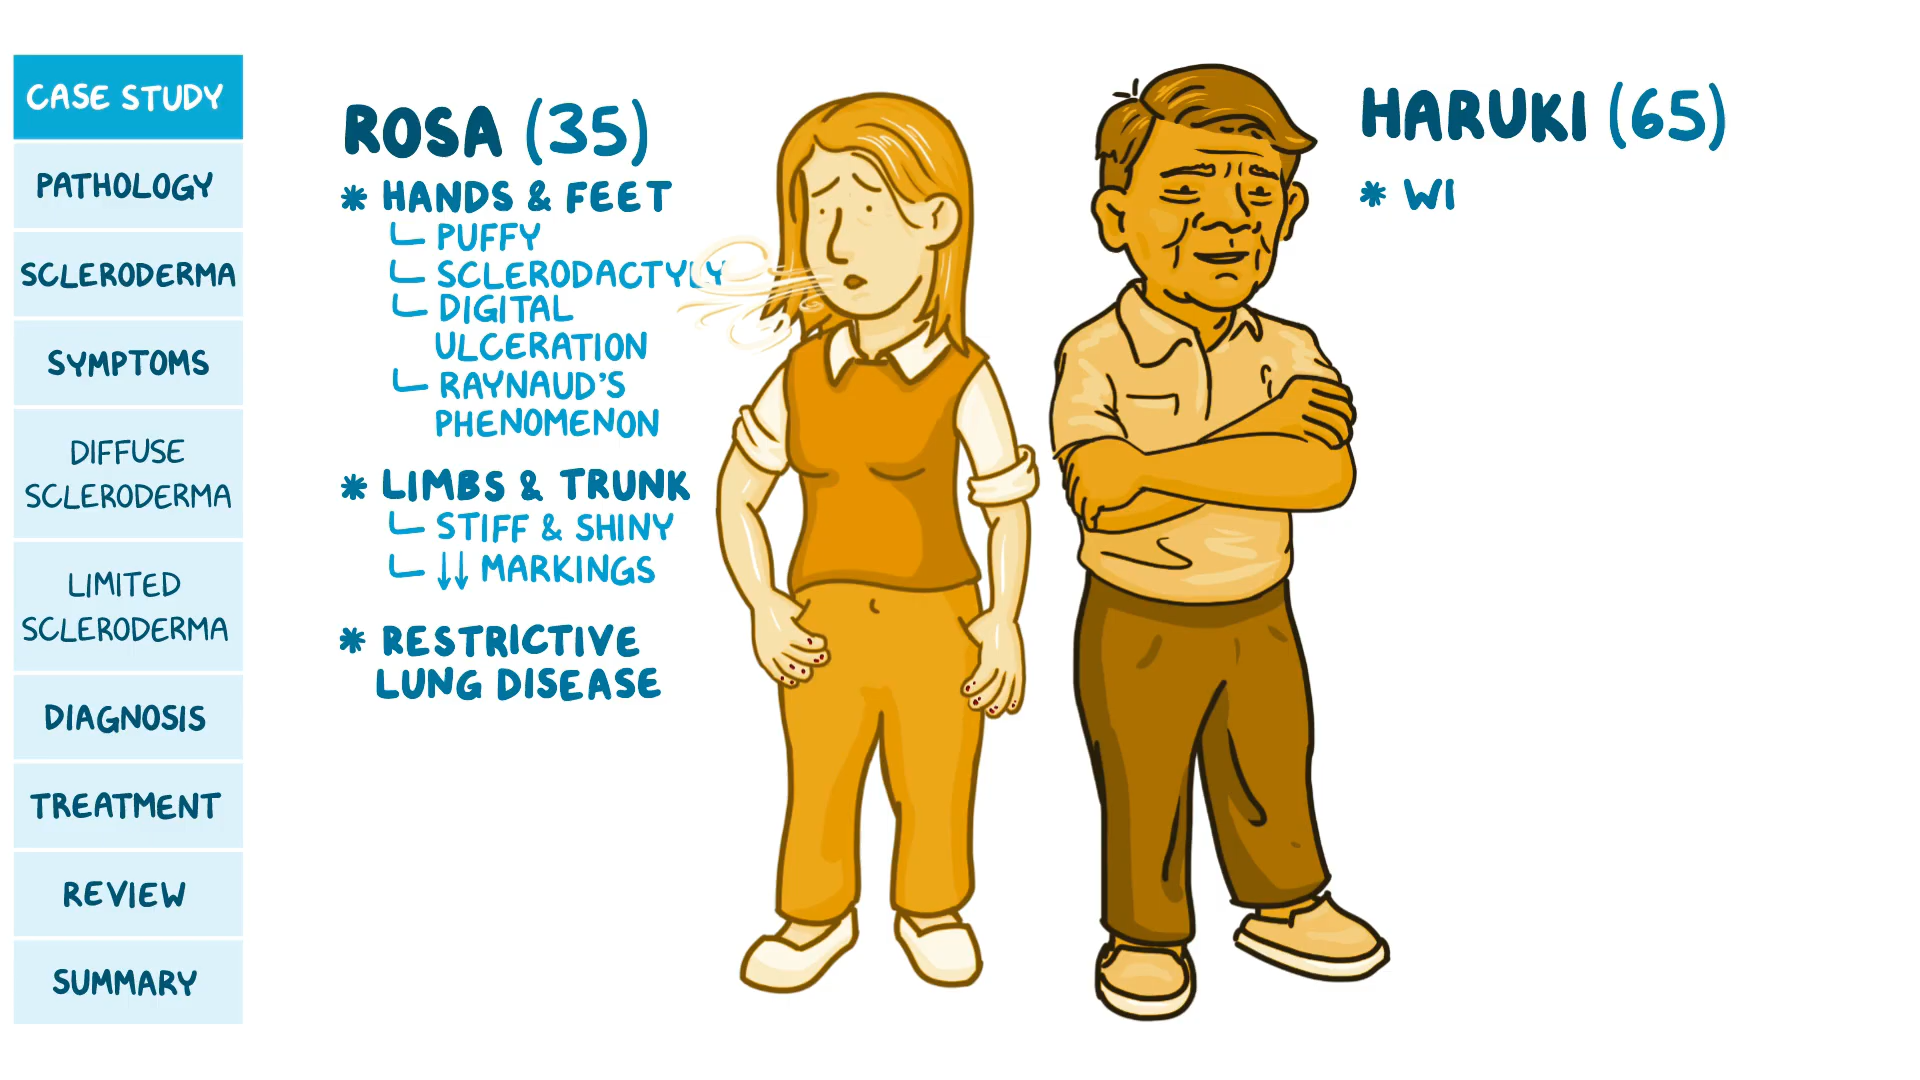 CASE STUDY
PATHOLOGY
SCLERODERMA
SYMPTOMS
DIFFUSE
SCLERODERMA
LIMITED
SCLERODERMA
DIAGNOSIS
TREATMENT
REVIEW
SUMMARY
ROSA (35)
* HANDS & FEET
PUFFY
SCLERODACTYLY
DIGITAL
ULCERATION
RAYNAUD'S
PHENOMENON
* LIMBS & TRUNK
STIFF & SHINY
↓↓ MARKINGS
* RESTRICTIVE
LUNG DISEASE
HARUKI (65)
* WI